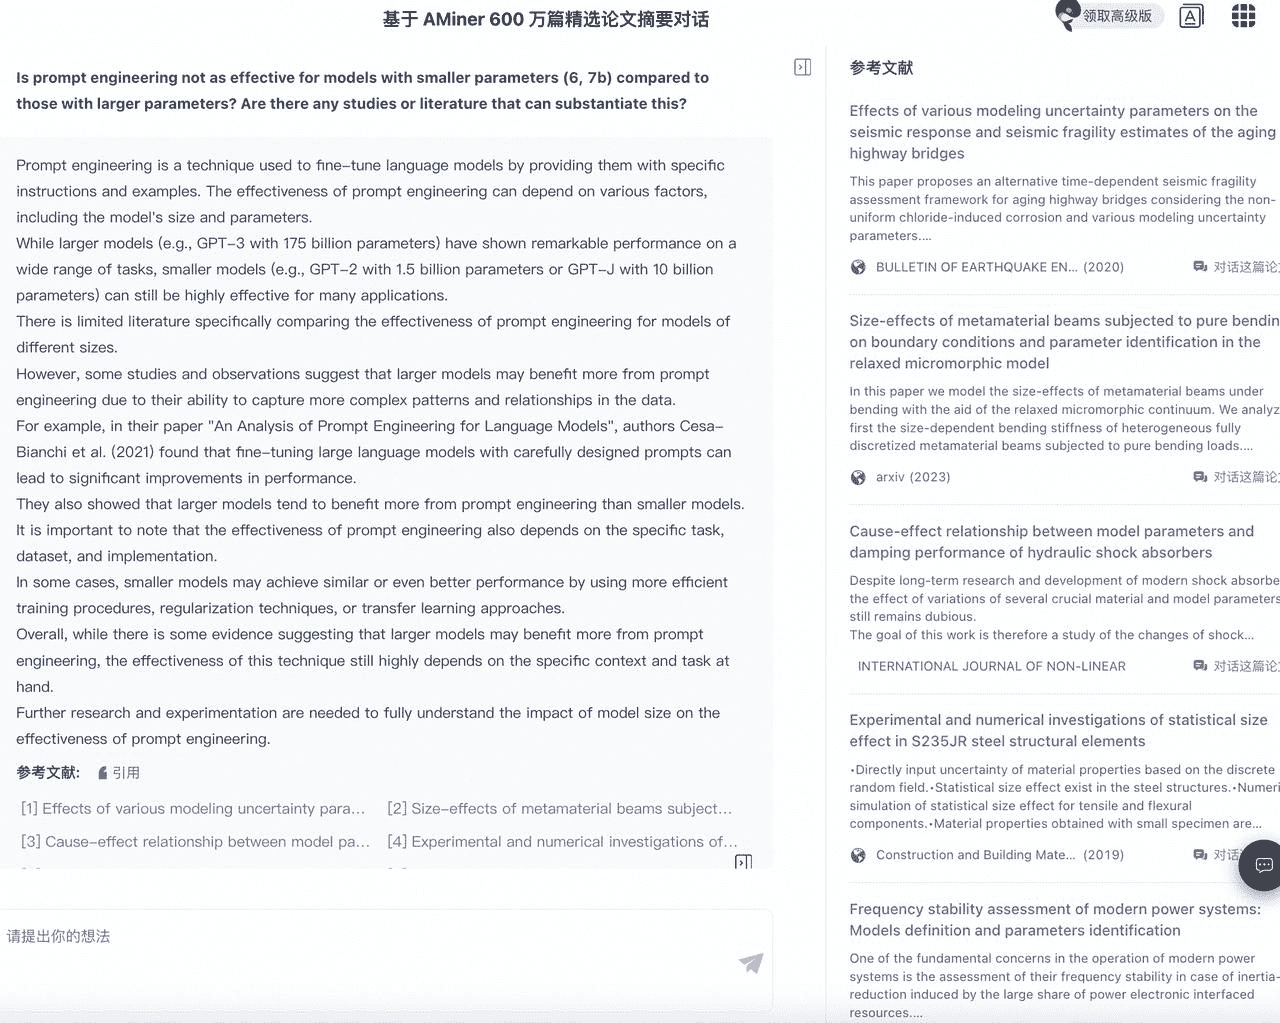 基于 AMiner 600 万篇精选论文摘要对话
领取高级版
Is prompt engineering not as effective for models with smaller parameters (6, 7b) compared to
those with larger parameters? Are there any studies or literature that can substantiate this?
Prompt engineering is a technique used to fine-tune language models by providing them with specific
instructions and examples. The effectiveness of prompt engineering can depend on various factors,
including the model's size and parameters.
While larger models (e.g., GPT-3 with 175 billion parameters) have shown remarkable performance on a
wide range of tasks, smaller models (e.g., GPT-2 with 1.5 billion parameters or GPT-J with 10 billion
parameters) can still be highly effective for many applications.
There is limited literature specifically comparing the effectiveness of prompt engineering for models of
different sizes.
However, some studies and observations suggest that larger models may benefit more from prompt
engineering due to their ability to capture more complex patterns and relationships in the data.
For example, in their paper "An Analysis of Prompt Engineering for Language Models", authors Cesa-
Bianchi et al. (2021) found that fine-tuning large language models with carefully designed prompts can
lead to significant improvements in performance.
They also showed that larger models tend to benefit more from prompt engineering than smaller models.
It is important to note that the effectiveness of prompt engineering also depends on the specific task,
dataset, and implementation.
In some cases, smaller models may achieve similar or even better performance by using more efficient
training procedures, regularization techniques, or transfer learning approaches.
Overall, while there is some evidence suggesting that larger models may benefit more from prompt
engineering, the effectiveness of this technique still highly depends on the specific context and task at
hand.
Further research and experimentation are needed to fully understand the impact of model size on the
effectiveness of prompt engineering.
参考文献: 引用
[1] Effects of various modeling uncertainty para... [2] Size-effects of metamaterial beams subject...
[3] Cause-effect relationship between model pa... [4] Experimental and numerical investigations of...
请提出你的想法
参考文献
Effects of various modeling uncertainty parameters on the
seismic response and seismic fragility estimates of the aging
highway bridges
This paper proposes an alternative time-dependent seismic fragility
assessment framework for aging highway bridges considering the non-
uniform chloride-induced corrosion and various modeling uncertainty
parameters....
BULLETIN OF EARTHQUAKE EN... (2020) 对话这篇论文
Size-effects of metamaterial beams subjected to pure bendin
on boundary conditions and parameter identification in the
relaxed micromorphic model
In this paper we model the size-effects of metamaterial beams under
bending with the aid of the relaxed micromorphic continuum. We analyz
first the size-dependent bending stiffness of heterogeneous fully
discretized metamaterial beams subjected to pure bending loads....
arxiv (2023) 对话这篇论文
Cause-effect relationship between model parameters and
damping performance of hydraulic shock absorbers
Despite long-term research and development of modern shock absorbe
the effect of variations of several crucial material and model parameters
still remains dubious.
The goal of this work is therefore a study of the changes of shock...
INTERNATIONAL JOURNAL OF NON-LINEAR 对话这篇论文
Experimental and numerical investigations of statistical size
effect in S235JR steel structural elements
•Directly input uncertainty of material properties based on the discrete
random field.•Statistical size effect exist in the steel structures.•Numeri
simulation of statistical size effect for tensile and flexural
components.•Material properties obtained with small specimen are...
Construction and Building Mate... (2019) 对话
Frequency stability assessment of modern power systems:
Models definition and parameters identification
One of the fundamental concerns in the operation of modern power
systems is the assessment of their frequency stability in case of inertia-
reduction induced by the large share of power electronic interfaced
resources....